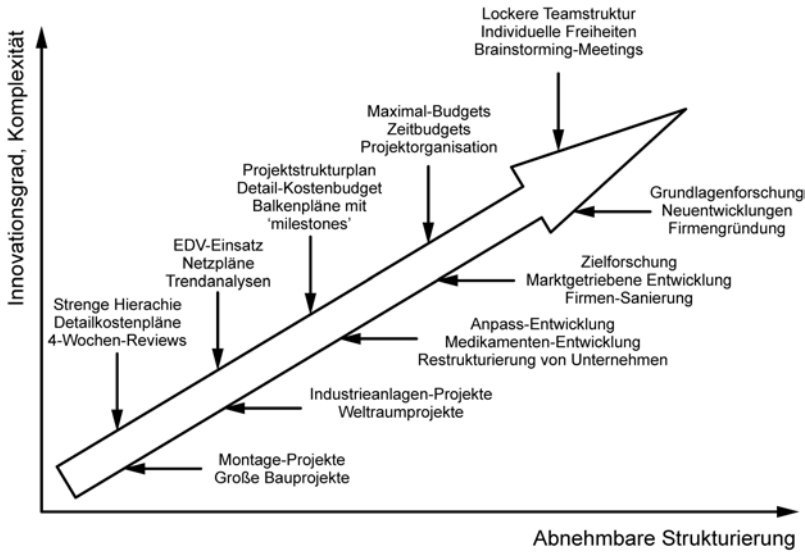 Innovationsgrad, Komplexität
Lockere Teamstruktur
Individuelle Freiheiten
Brainstorming-Meetings
Maximal-Budgets
Zeitbudgets
Projektorganisation
Projektstrukturplan
Detail-Kostenbudget
Balkenpläne mit
'milestones'
EDV-Einsatz
Netzpläne
Trendanalysen
Strenge Hierachie
Detailkostenpläne
4-Wochen-Reviews
Grundlagenforschung
Neuentwicklungen
Firmengründung
Zielforschung
Marktgetriebene Entwicklung
Firmen-Sanierung
Anpass-Entwicklung
Medikamenten-Entwicklung
Restrukturierung von Unternehmen
Industrieanlagen-Projekte
Weltraumprojekte
Montage-Projekte
Große Bauprojekte
Abnehmbare Strukturierung